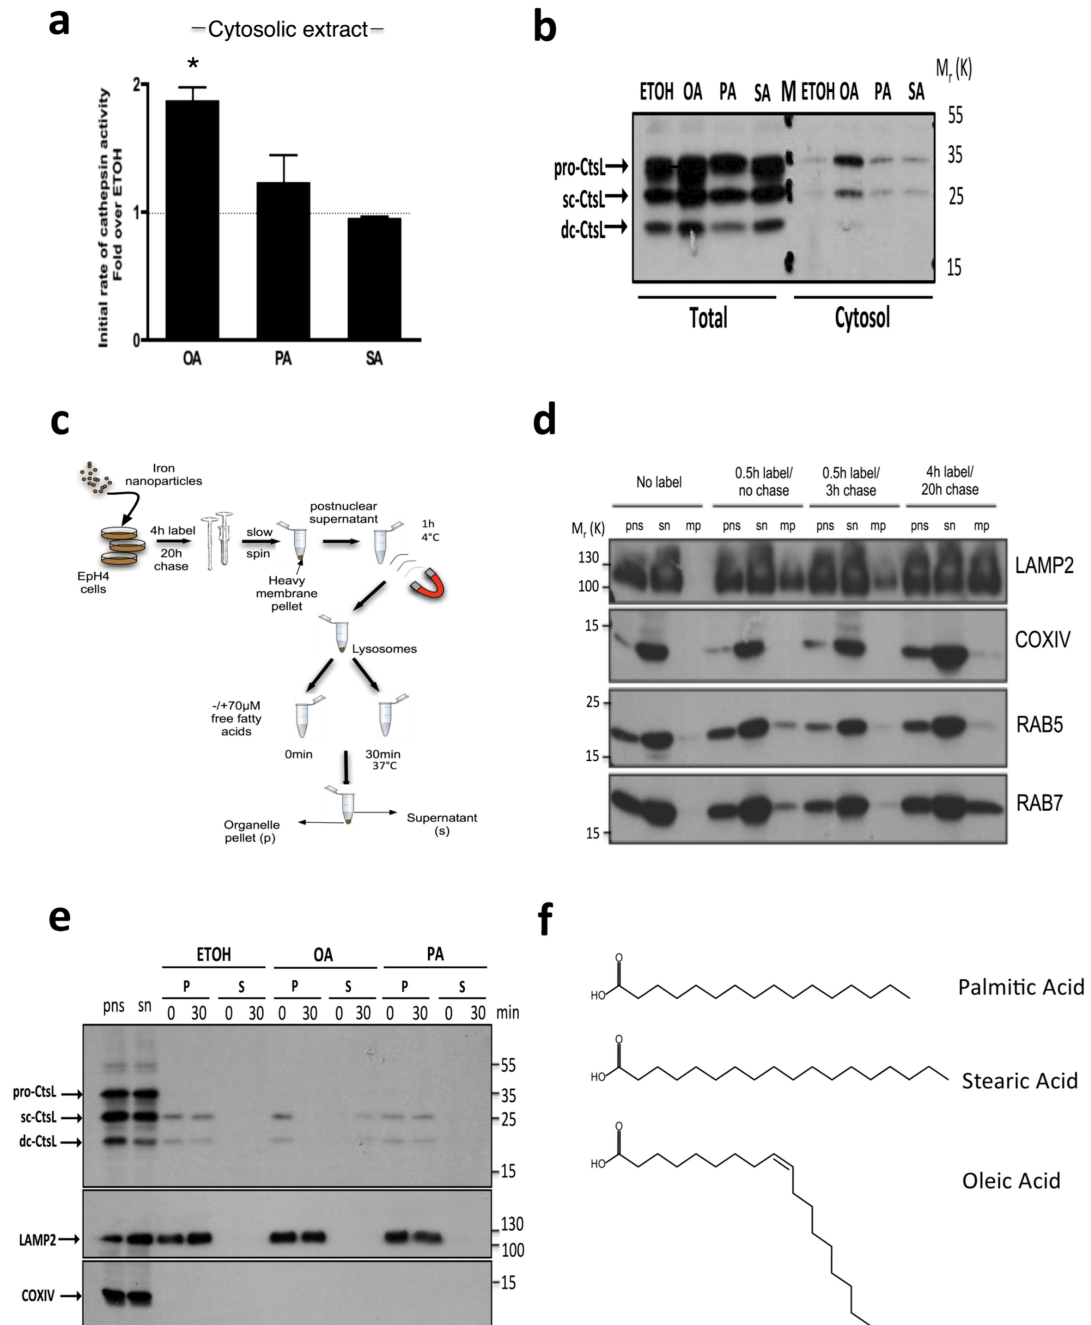 a
—Cytosolic extract—
*
2
1
0
Initial rate of cathepsin activity
Fold over ETOH
OA PA SA
b
Mr (K)
ETOH OA PA SA M ETOH OA PA SA
55
pro-CtsL
35
sc-CtsL
25
dc-CtsL
15
Total Cytosol
c
Iron
nanoparticles
4h label
20h
chase
EpH4
cells
slow
spin
Heavy
membrane
pellet
postnuclear
supernatant
1h
4°C
Lysosomes
-/+70µM
free fatty
acids
0min
30min
37°C
Organelle
pellet (p)
Supernatant
(s)
d
No label
0.5h label/
no chase
0.5h label/
3h chase
4h label/
20h chase
Mr (K)
pns sn mp pns sn mp pns sn mp pns sn mp
130
100
LAMP2
15
COXIV
25
15
RAB5
15
RAB7
e
ETOH OA PA
P S P S P S
pns sn 0 30 0 30 0 30 0 30 0 30 0 30 min
55
pro-CtsL
35
sc-CtsL
25
dc-CtsL
15
LAMP2
130
100
COXIV
15
f
O
HO
Palmitic Acid
O
HO
Stearic Acid
O
HO
Oleic Acid